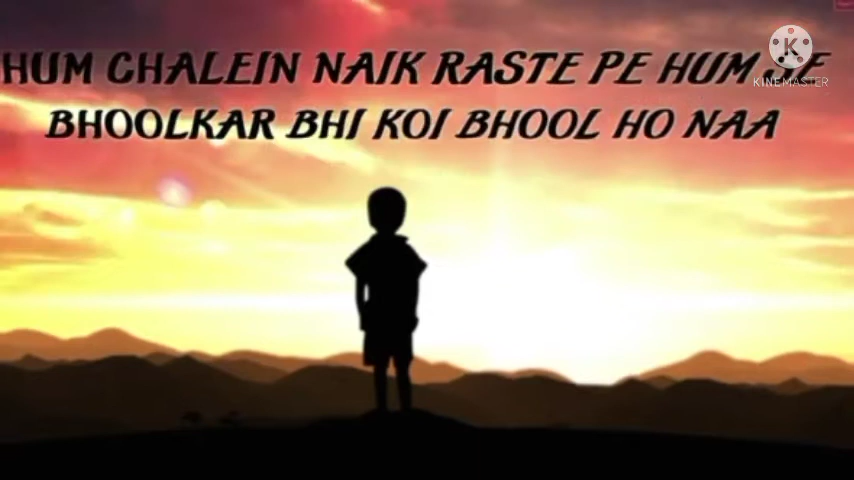 HUM CHALEIN NAIK RASTE PE HUM
BHOOLKAR BHI KOI BHOOL HO NAA
K
KINEMASTER